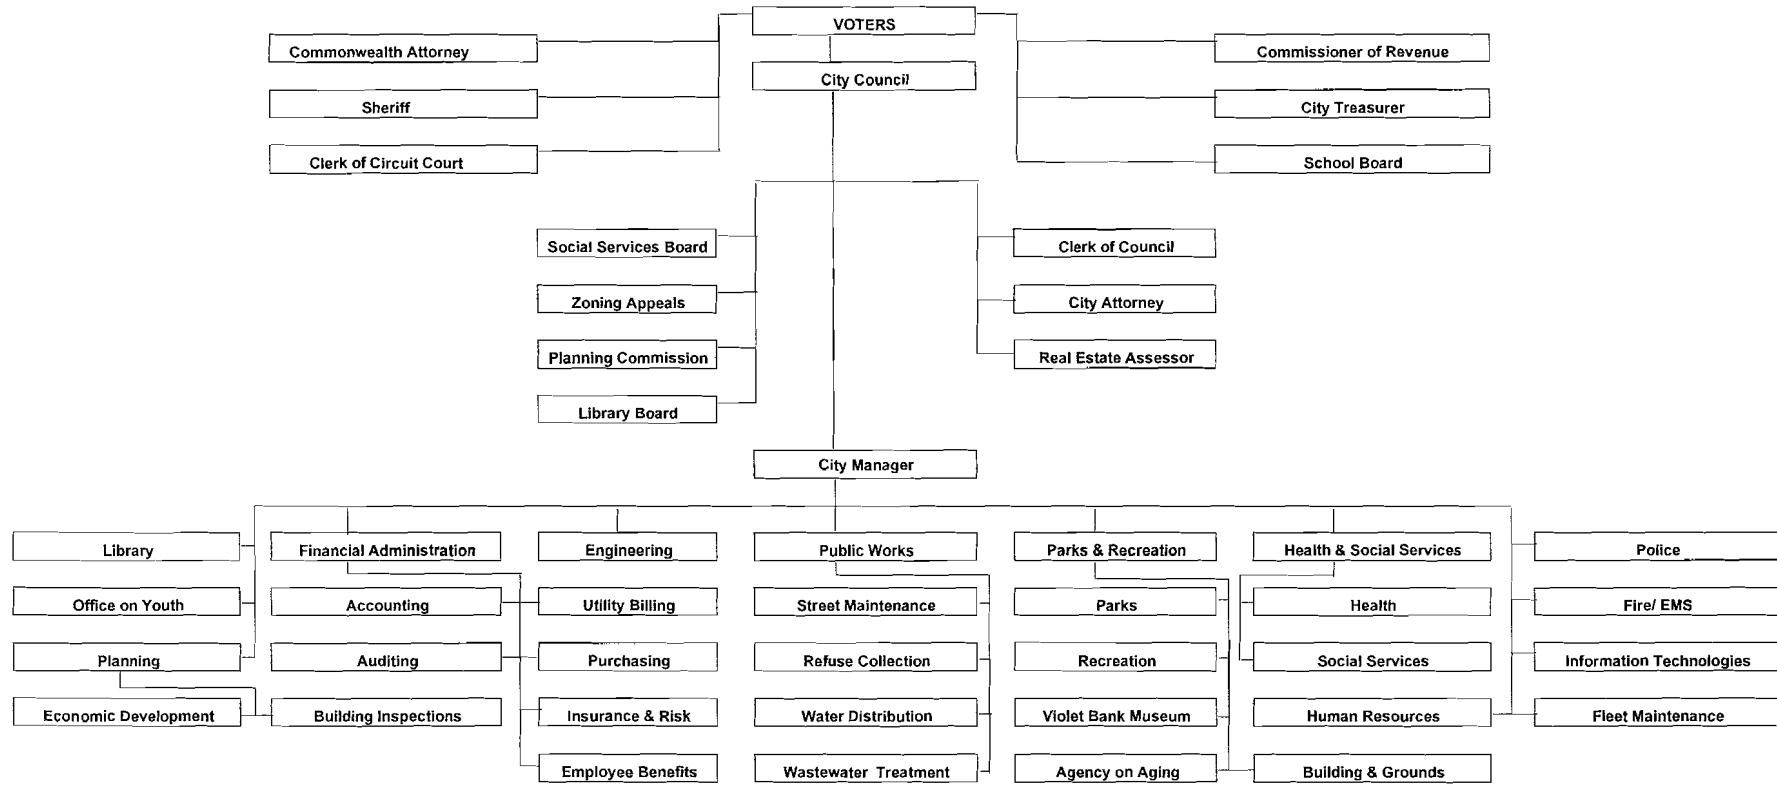 VOTERS
Commonwealth Attorney
Commissioner of Revenue
City Council
Sheriff
City Treasurer
Clerk of Circuit Court
School Board
Social Services Board
Clerk of Council
Zoning Appeals
City Attorney
Planning Commission
Real Estate Assessor
Library Board
City Manager
Library
Financial Administration
Engineering
Public Works
Parks & Recreation
Health & Social Services
Police
Office on Youth
Accounting
Utility Billing
Street Maintenance
Parks
Health
Fire/ EMS
Planning
Auditing
Purchasing
Refuse Collection
Recreation
Social Services
Information Technologies
Economic Development
Building Inspections
Insurance & Risk
Water Distribution
Violet Bank Museum
Human Resources
Fleet Maintenance
Employee Benefits
Wastewater Treatment
Agency on Aging
Building & Grounds